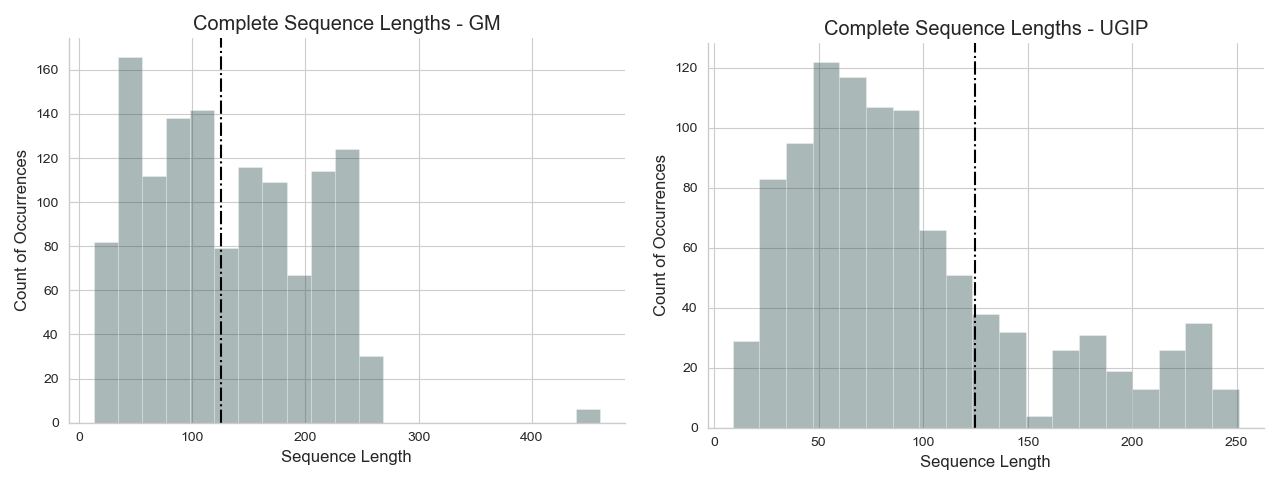 Complete Sequence Lengths - GM
Count of Occurrences
160
140
120
100
80
60
40
20
0
0 100 200 300 400
Sequence Length
Complete Sequence Lengths - UGIP
Count of Occurrences
120
100
80
60
40
20
0
0 50 100 150 200 250
Sequence Length